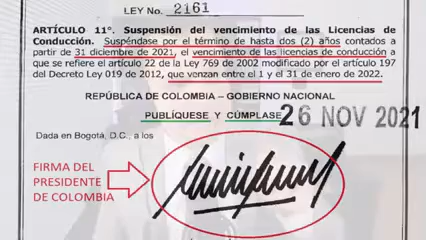 LEY No. 2161
ARTÍCULO 11°. Suspensión del vencimiento de las Licencias de
Conducción. Suspéndase por el término de hasta dos (2) años contados a
partir de 31 diciembre de 2021, el vencimiento de las licencias de conducción a
que se refiere el artículo 22 de la Ley 769 de 2002 modificado por el artículo 197
del Decreto Ley 019 de 2012, que venzan entre el 1 y el 31 de enero de 2022.
REPÚBLICA DE COLOMBIA – GOBIERNO NACIONAL
PUBLÍQUESE Y CÚMPLASE
26 NOV 2021
Dada en Bogotá, D.C., a los
FIRMA DEL
PRESIDENTE
DE COLOMBIA